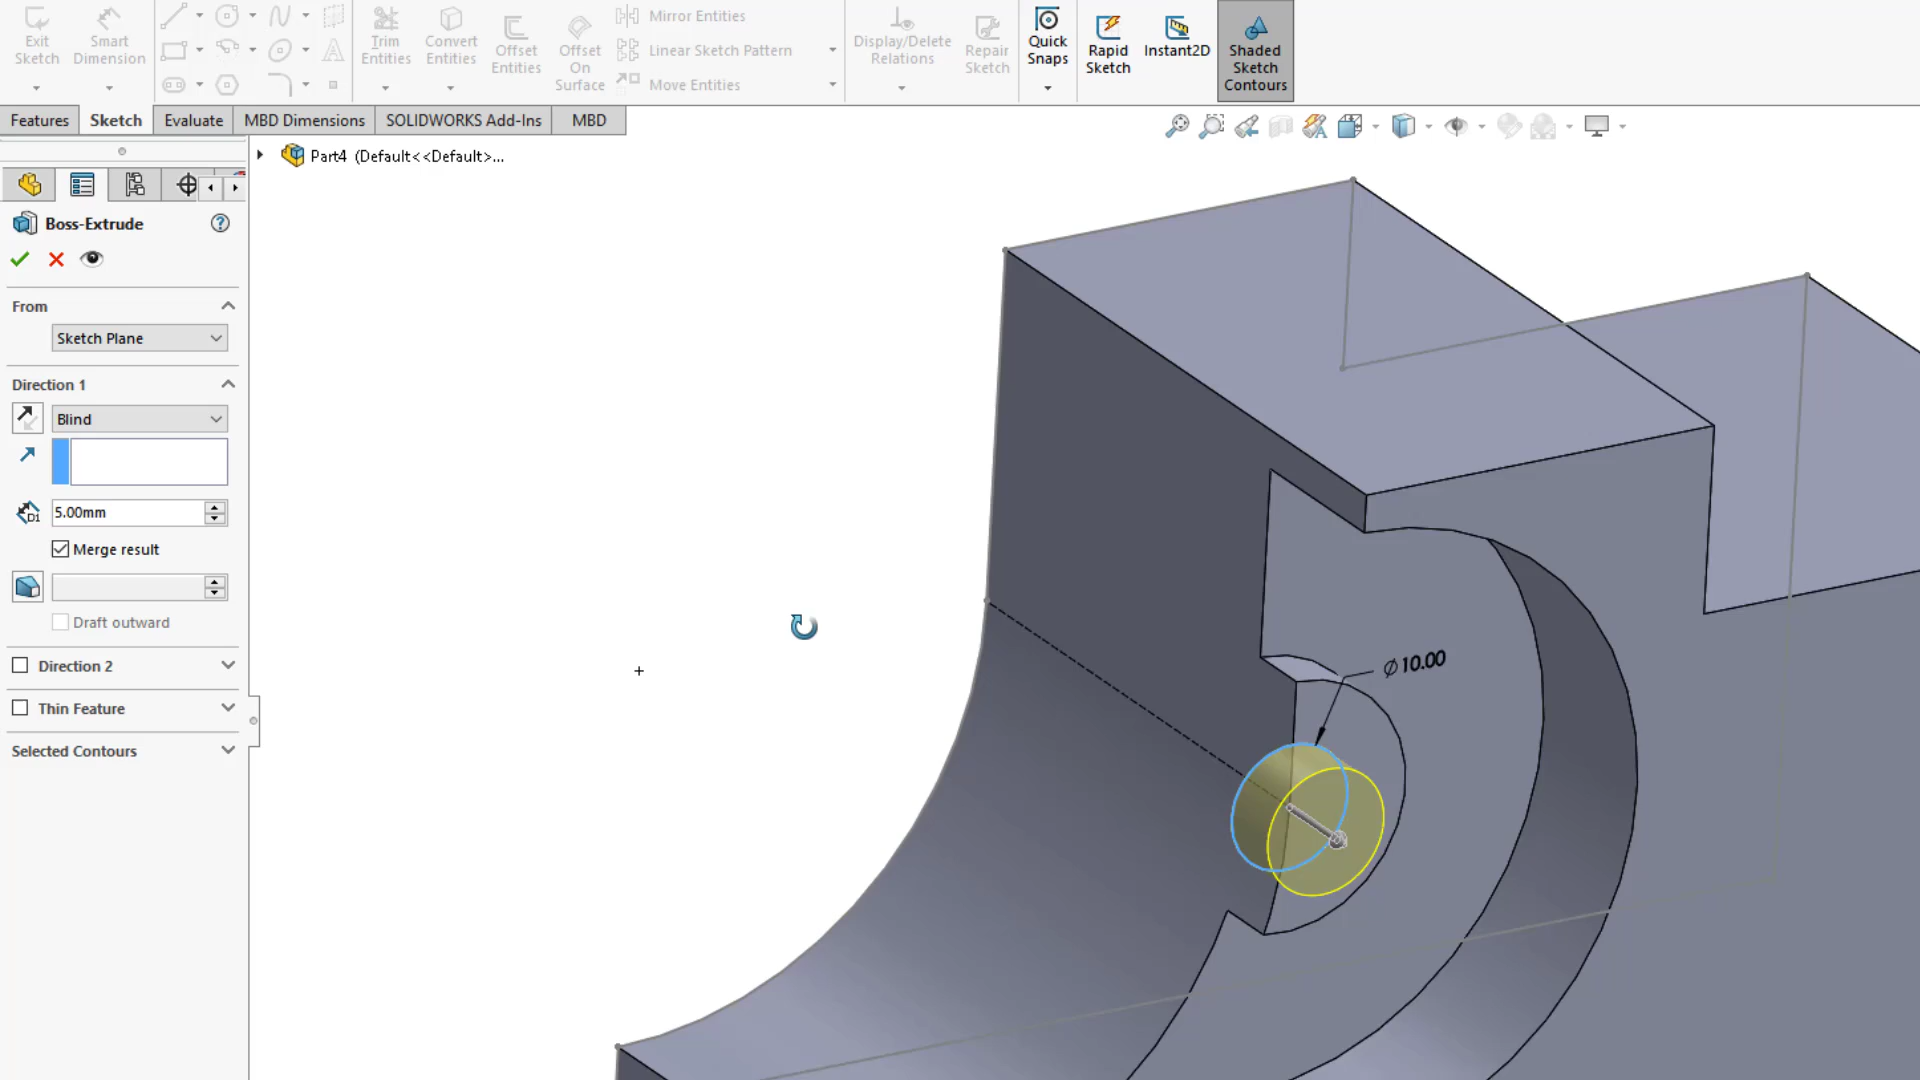 Exit Sketch
Smart Dimension
Trim Entities
Convert Entities
Offset Entities
Offset On Surface
Mirror Entities
Linear Sketch Pattern
Move Entities
Display/Delete Relations
Repair Sketch
Quick Snaps
Rapid Sketch
Instant2D
Shaded Sketch Contours
Features
Sketch
Evaluate
MBD Dimensions
SOLIDWORKS Add-Ins
MBD
Part4 (Default<<Default>...
Boss-Extrude
From
Sketch Plane
Direction 1
Blind
D1
5.00mm
Merge result
Draft outward
Direction 2
Thin Feature
Selected Contours
⌀10.00